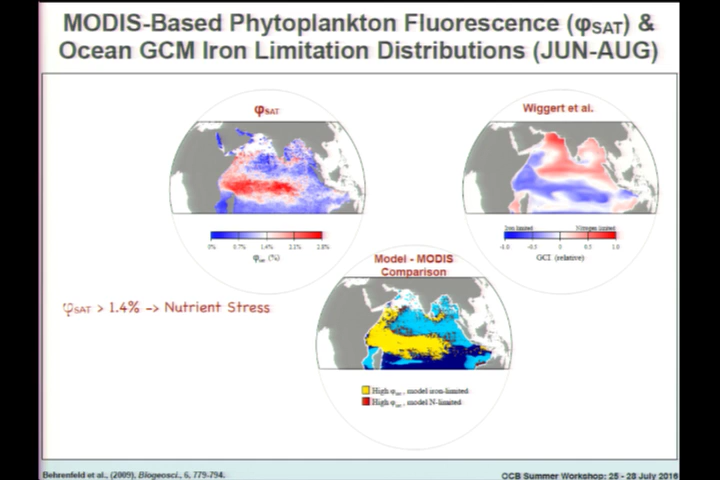 MODIS-Based Phytoplankton Fluorescence (φSAT) &
Ocean GCM Iron Limitation Distributions (JUN-AUG)
φSAT
Wiggert et al.
0% 0.7% 1.4% 2.1% 2.8%
φsat (%)
Iron limited Nitrogen limited
-1.0 -0.5 0 0.5 1.0
GCI (relative)
Model - MODIS
Comparison
φSAT > 1.4% -> Nutrient Stress
High φsat, model iron-limited
High φsat, model N-limited
Behrenfeld et al., (2009), Biogeosci., 6, 779-794.
OCB Summer Workshop: 25 - 28 July 2016